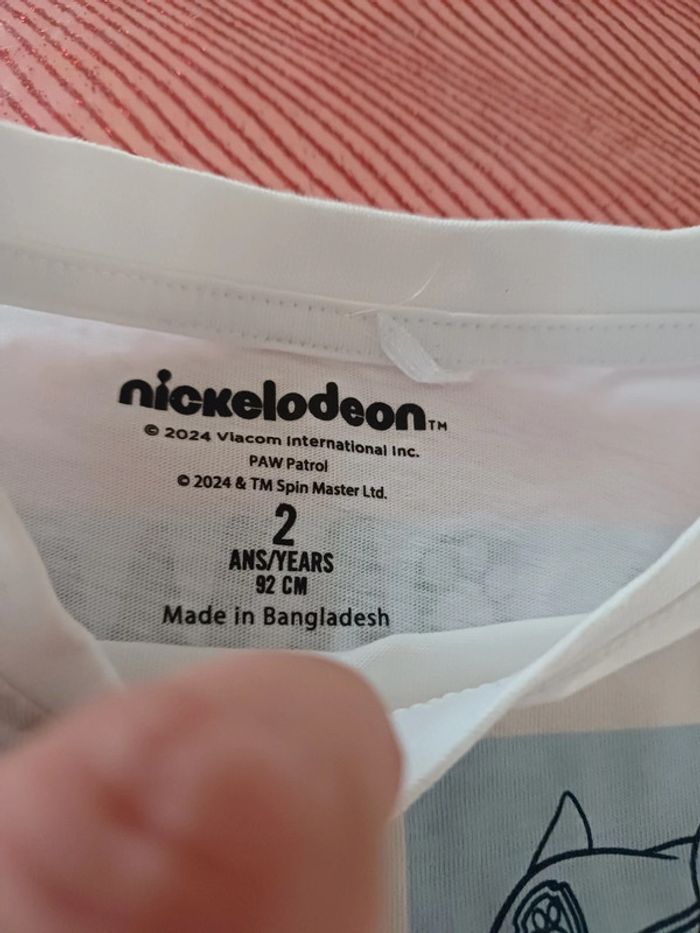 nickelodeon™
© 2024 Viacom International Inc.
PAW Patrol
© 2024 & TM Spin Master Ltd.
2
ANS/YEARS
92 CM
Made in Bangladesh